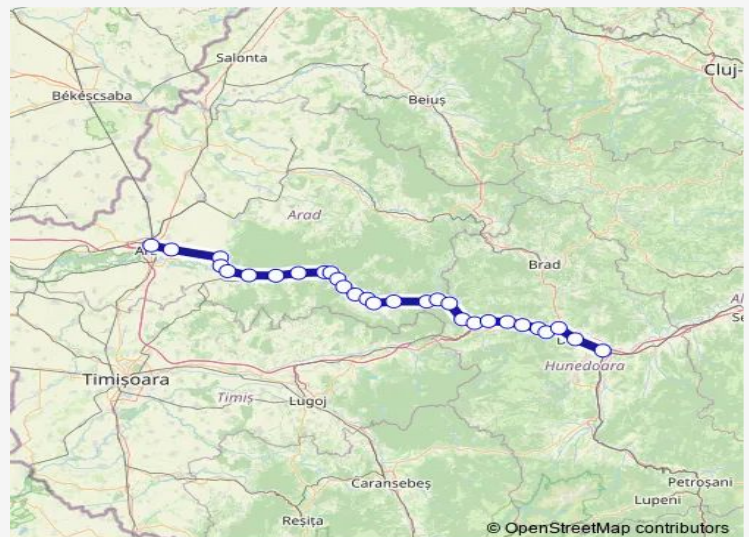 Salonta
Cluj-
Békéscsaba
Beiuș
Arad
Brad
Timișoara
Hunedoara
Timiș
Lugoj
Caransebeș
Petroșani
Lupeni
Reșița
© OpenStreetMap contributors